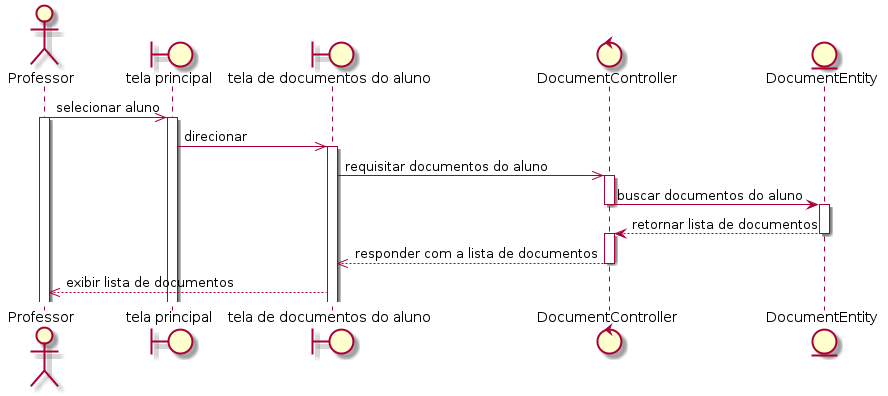 Professor
tela principal
tela de documentos do aluno
DocumentController
DocumentEntity
selecionar aluno
direcionar
requisitar documentos do aluno
buscar documentos do aluno
retornar lista de documentos
responder com a lista de documentos
exibir lista de documentos
Professor
tela principal
tela de documentos do aluno
DocumentController
DocumentEntity